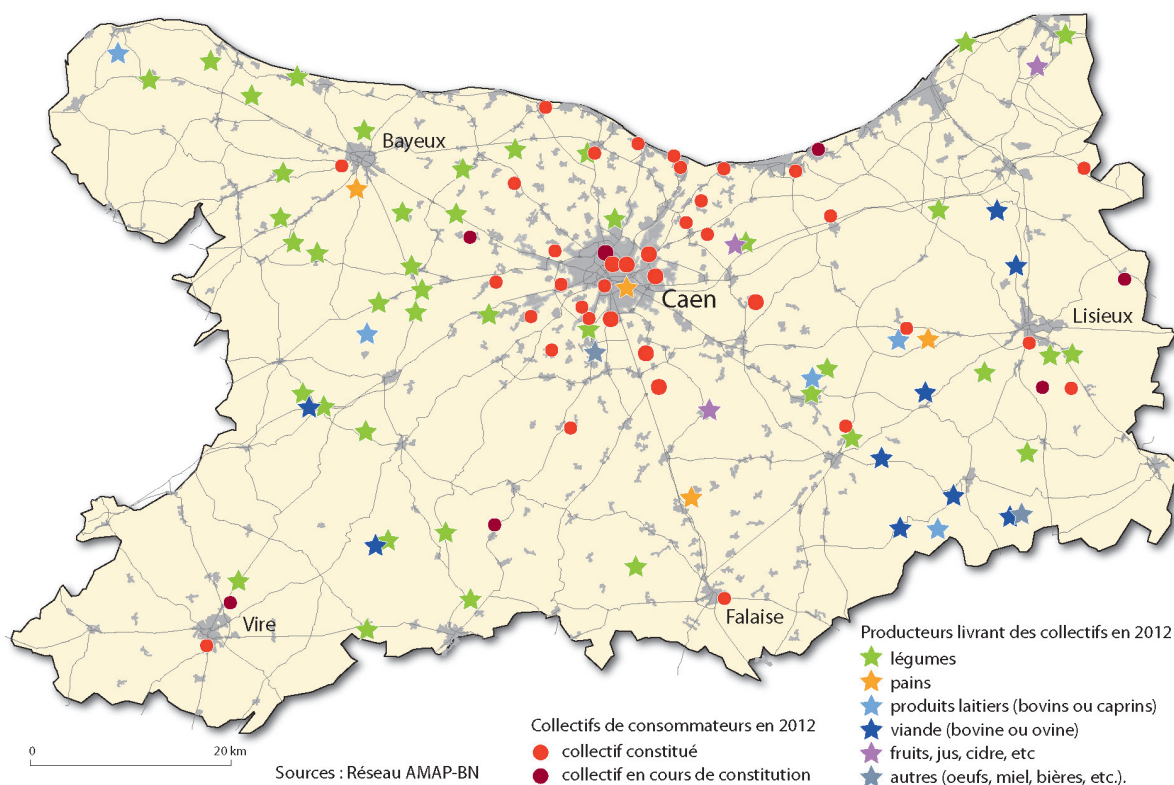 Bayeux
Caen
Lisieux
Vire
Falaise
Producteurs livrant des collectifs en 2012
légumes
pains
produits laitiers (bovins ou caprins)
viande (bovine ou ovine)
fruits, jus, cidre, etc
autres (oeufs, miel, bières, etc.).
Collectifs de consommateurs en 2012
collectif constitué
collectif en cours de constitution
0 20 km
Sources : Réseau AMAP-BN